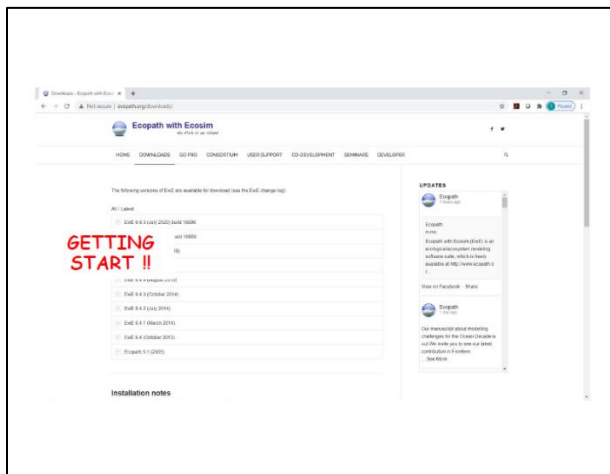 Downloads - Ecopath with Ecos
Not secure | ecopath.org/downloads/
Paused
Ecopath with Ecosim
HOME DOWNLOADS GO PRO CONSORTIUM USER SUPPORT CO-DEVELOPMENT SEMINARS DEVELOPER
The following versions of EwE are available for download (see the EwE change log):
All / Latest
EwE 6.6.3 (July 2020) build 16696
GETTING
START !!
EwE 6.4.3 (October 2014)
EwE 6.4.2 (July 2014)
EwE 6.4.1 (March 2014)
EwE 6.4 (October 2013)
Ecopath 5.1 (2005)
Installation notes
UPDATES
Ecopath
Ecopath
Ecopath with Ecosim (EwE) is an
ecological/ecosystem modeling
software suite, which is freely
available at http://www.ecopath.o
r...
View on Facebook · Share
Ecopath
Our manuscript about modelling
challenges for the Ocean Decade is
out! We invite you to see our latest
contribution in Frontiers
... See More